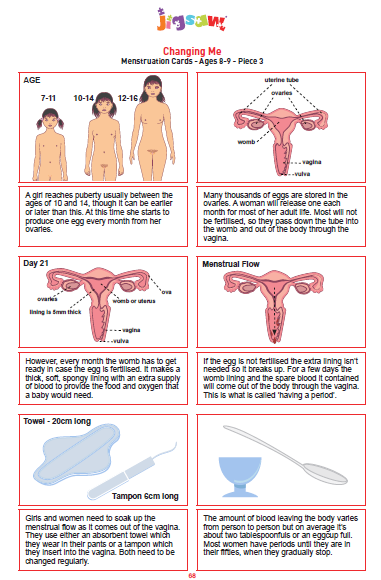 jigsaw
Changing Me
Menstruation Cards - Ages 8-9 - Piece 3
AGE
7-11
10-14
12-16
uterine tube
ovaries
womb
vagina
vulva
A girl reaches puberty usually between the
ages of 10 and 14, though it can be earlier
or later than this. At this time she starts to
produce one egg every month from her
ovaries.
Many thousands of eggs are stored in the
ovaries. A woman will release one each
month for most of her adult life. Most will not
be fertilised, so they pass down the tube into
the womb and out of the body through the
vagina.
Day 21
ova
ovaries
womb or uterus
lining is 5mm thick
vagina
vulva
Menstrual Flow
However, every month the womb has to get
ready in case the egg is fertilised. It makes a
thick, soft, spongy lining with an extra supply
of blood to provide the food and oxygen that
a baby would need.
If the egg is not fertilised the extra lining isn't
needed so it breaks up. For a few days the
womb lining and the spare blood it contained
will come out of the body through the vagina.
This is what is called 'having a period'.
Towel - 20cm long
Tampon 6cm long
Girls and women need to soak up the
menstrual flow as it comes out of the vagina.
They use either an absorbent towel which
they wear in their pants or a tampon which
they insert into the vagina. Both need to be
changed regularly.
The amount of blood leaving the body varies
from person to person but on average it's
about two tablespoonfuls or an eggcup full.
Most women have periods until they are in
their fifties, when they gradually stop.
68